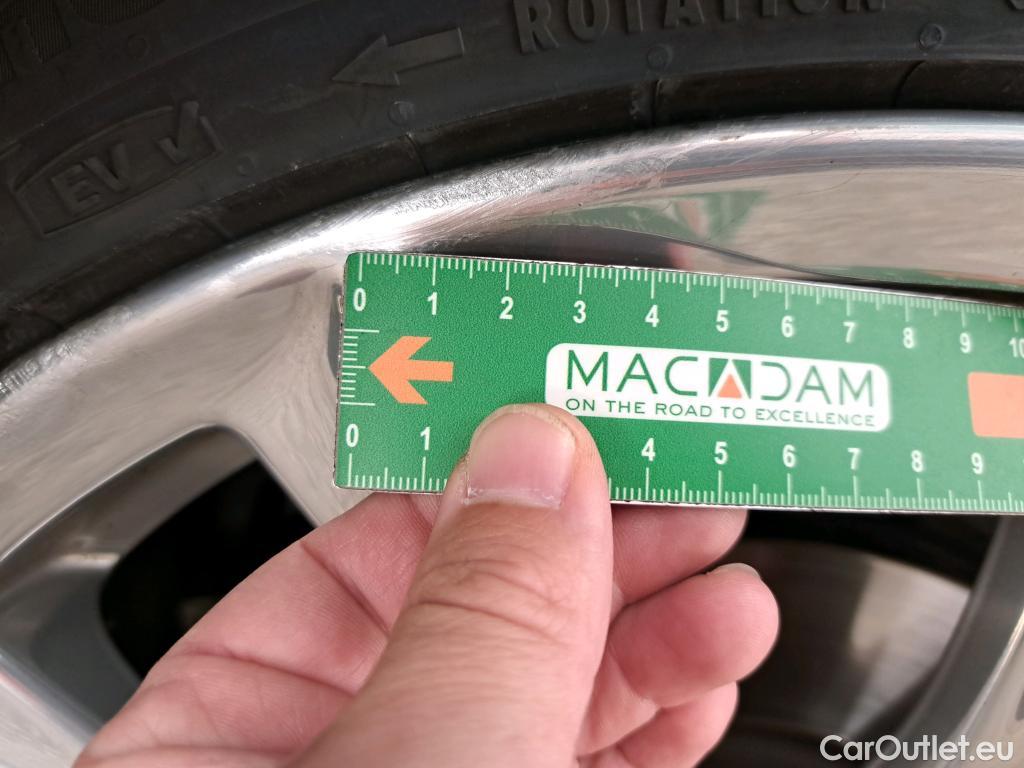 ROTATION
EV √
0 1 2 3 4 5 6 7 8 9 10
MACADAM
ON THE ROAD TO EXCELLENCE
0 1 4 5 6 7 8 9
CarOutlet.eu